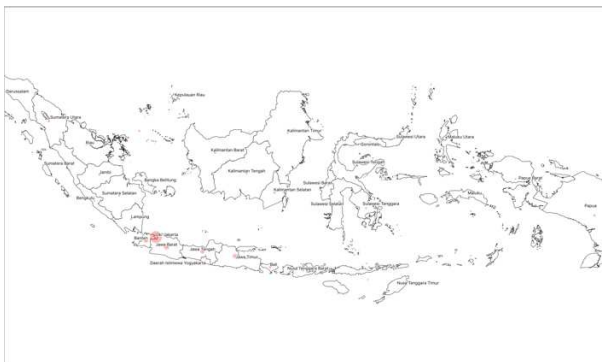 Kepulauan Riau
Sumatera Utara
Sulawesi Utara
Maluku Utara
Kalimantan Timur
Riau
Gorontalo
Kalimantan Barat
Sumatera Barat
Sulawesi Tengah
Jambi
Kalimantan Tengah
Papua Barat
Bangka Belitung
Sulawesi Barat
Kalimantan Selatan
Maluku
Sumatera Selatan
Bengkulu
Sulawesi Selatan
Sulawesi Tenggara
Papua
Lampung
Jakarta
Banten
Jawa Barat
Jawa Tengah
Jawa Timur
Daerah Istimewa Yogyakarta
Bali
Nusa Tenggara Barat
Nusa Tenggara Timur